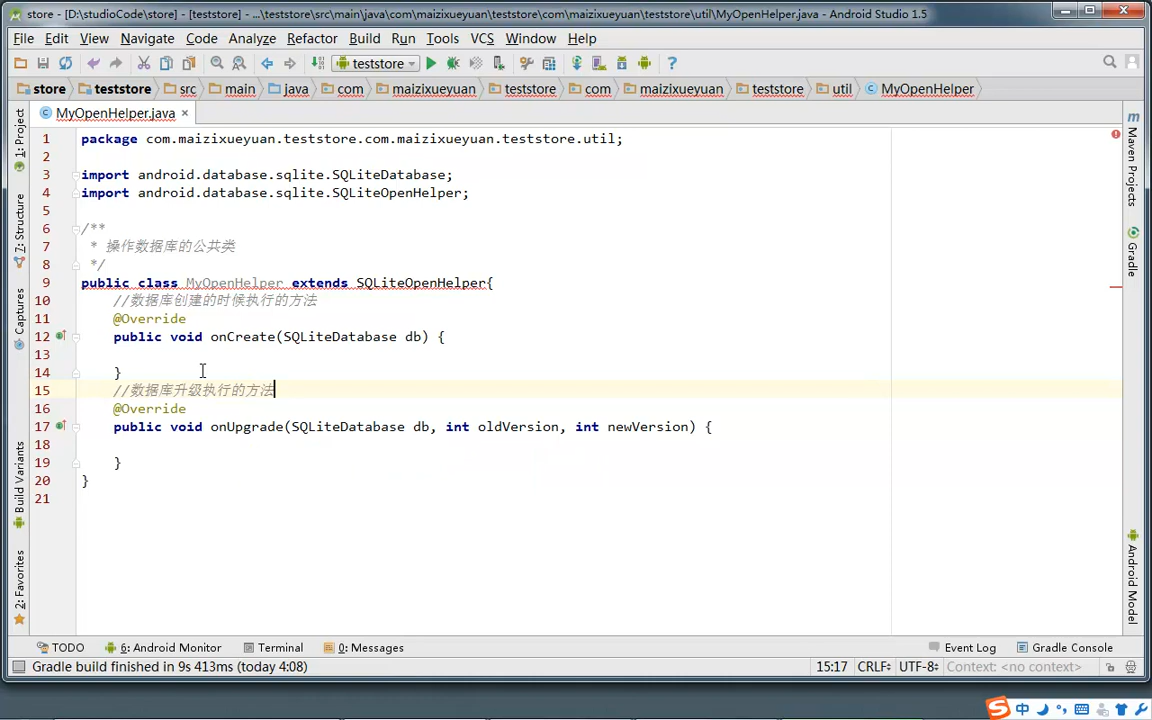 store - [D:\studioCode\store] - [teststore] - ...\teststore\src\main\java\com\maizixueyuan\teststore\com\maizixueyuan\teststore\util\MyOpenHelper.java - Android Studio 1.5
File Edit View Navigate Code Analyze Refactor Build Run Tools VCS Window Help
teststore
store teststore src main java com maizixueyuan teststore com maizixueyuan teststore util MyOpenHelper
MyOpenHelper.java
1 package com.maizixueyuan.teststore.com.maizixueyuan.teststore.util;
2
3 import android.database.sqlite.SQLiteDatabase;
4 import android.database.sqlite.SQLiteOpenHelper;
5
6 /**
7 * 操作数据库的公共类
8 */
9 public class MyOpenHelper extends SQLiteOpenHelper{
10 //数据库创建的时候执行的方法
11 @Override
12 public void onCreate(SQLiteDatabase db) {
13
14 }
15 //数据库升级执行的方法
16 @Override
17 public void onUpgrade(SQLiteDatabase db, int oldVersion, int newVersion) {
18
19 }
20 }
21
1: Project
7: Structure
Captures
Build Variants
2: Favorites
m
Maven Projects
Gradle
Android Model
TODO 6: Android Monitor Terminal 0: Messages Event Log Gradle Console
Gradle build finished in 9s 413ms (today 4:08) 15:17 CRLF UTF-8 Context: <no context>
S 中